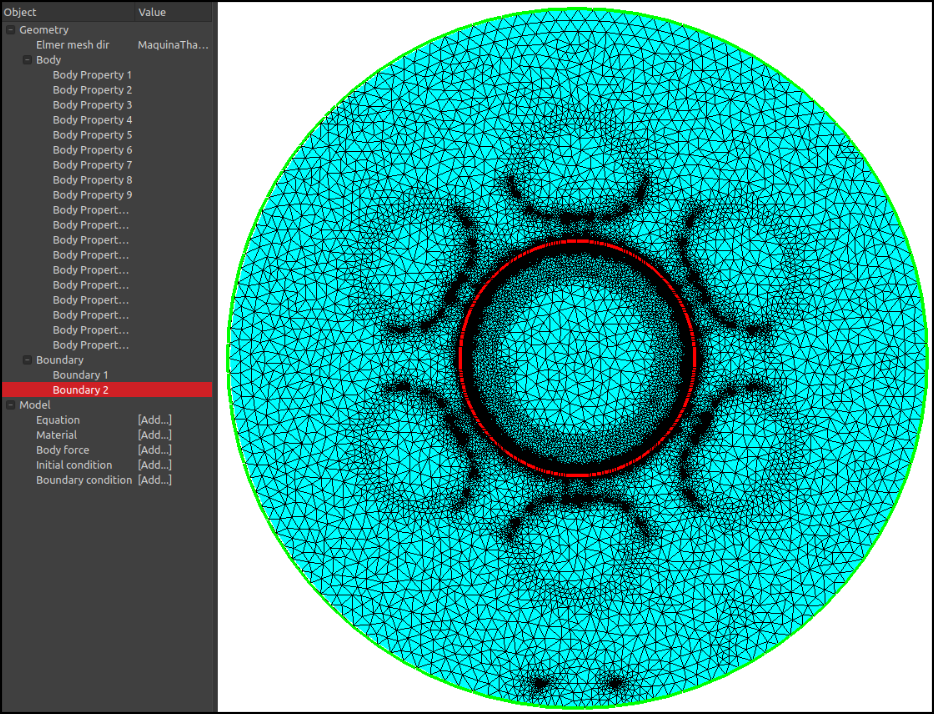 Object Value
Geometry
Elmer mesh dir MaquinaTha...
Body
Body Property 1
Body Property 2
Body Property 3
Body Property 4
Body Property 5
Body Property 6
Body Property 7
Body Property 8
Body Property 9
Body Propert...
Body Propert...
Body Propert...
Body Propert...
Body Propert...
Body Propert...
Body Propert...
Body Propert...
Body Propert...
Body Propert...
Boundary
Boundary 1
Boundary 2
Model
Equation [Add...]
Material [Add...]
Body force [Add...]
Initial condition [Add...]
Boundary condition [Add...]